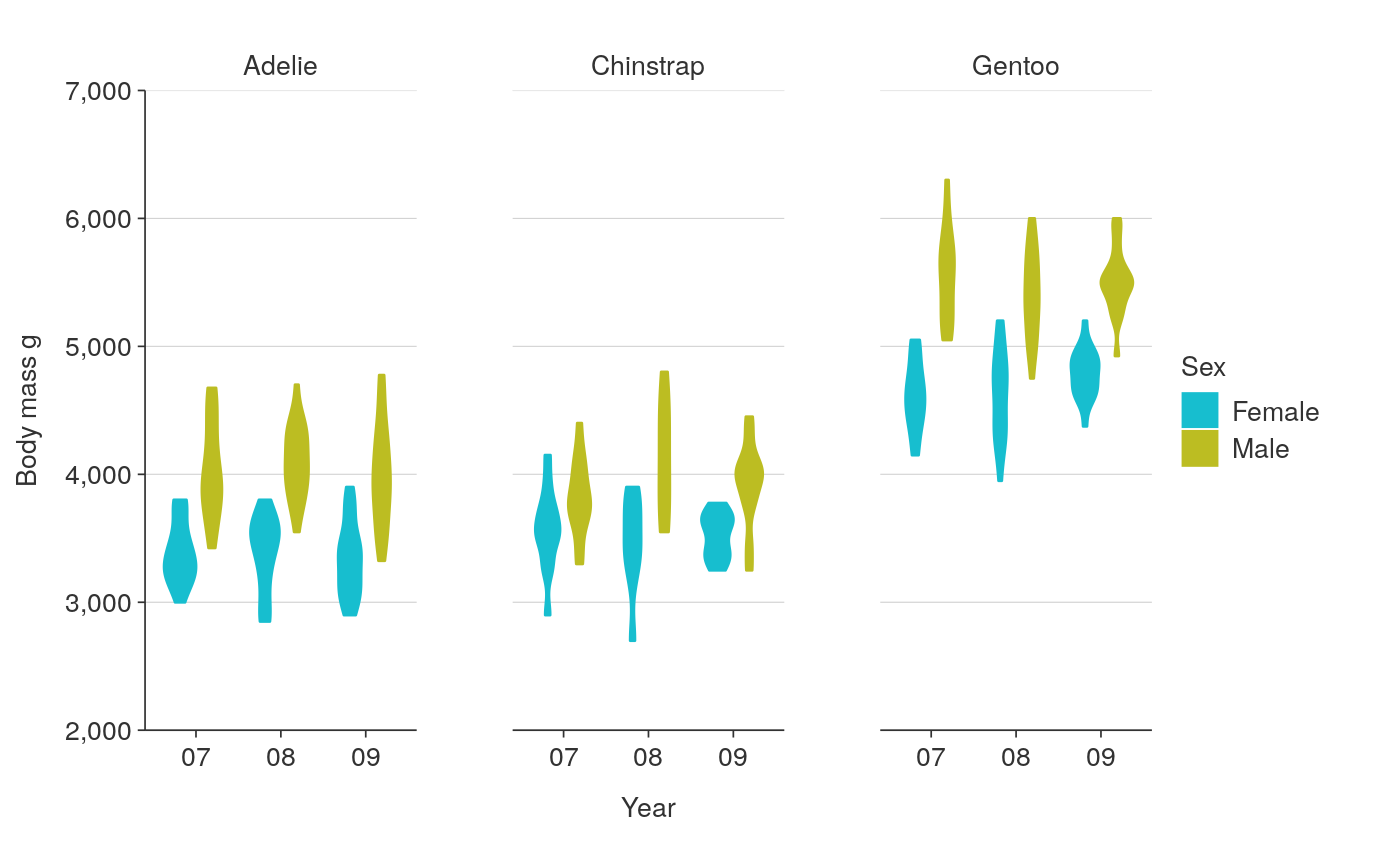 Adelie Chinstrap Gentoo
7,000
6,000
5,000
4,000
3,000
2,000
Body mass g
07 08 09 07 08 09 07 08 09
Year
Sex
Female
Male